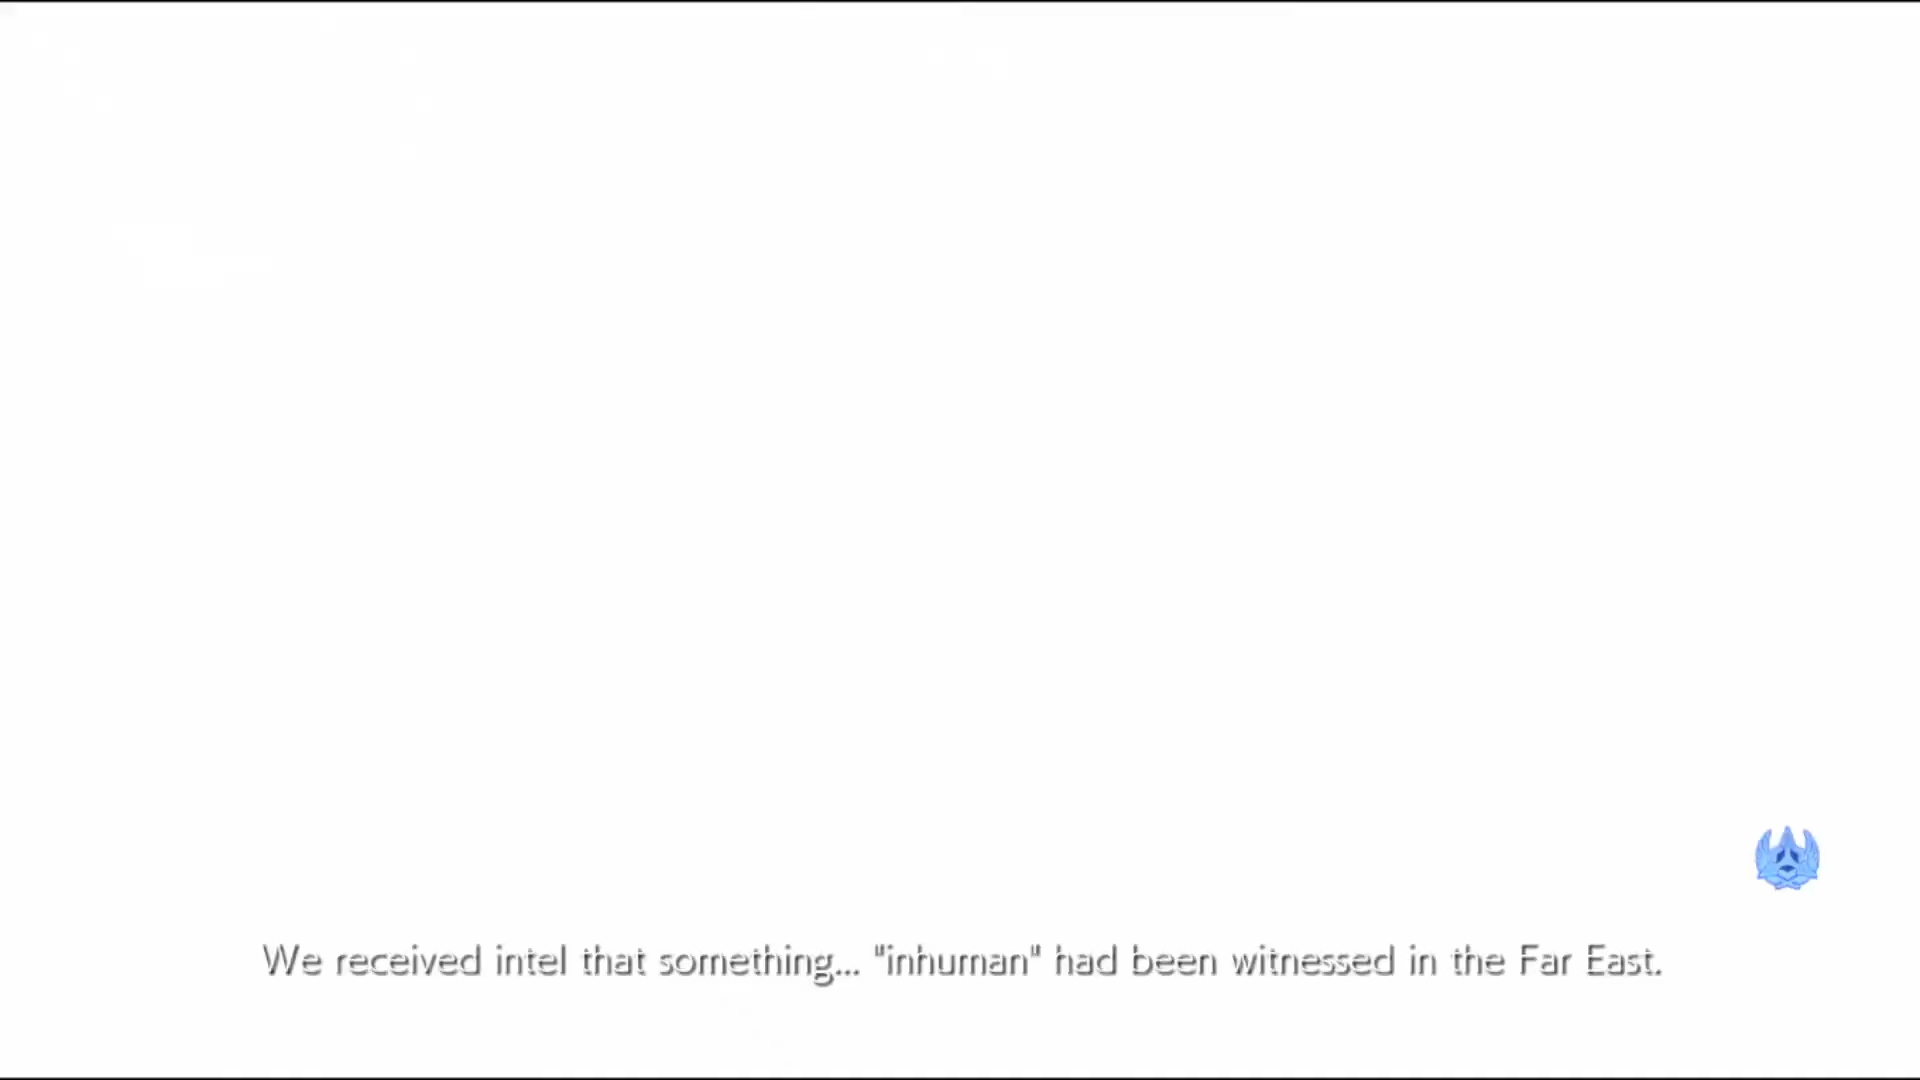 We received intel that something... "inhuman" had been witnessed in the Far East.